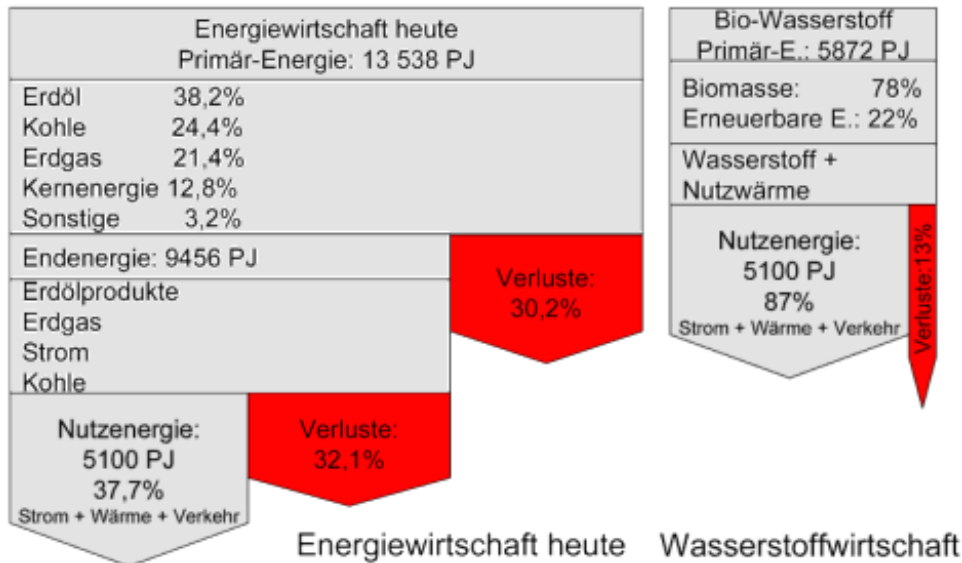 Energiewirtschaft heute
Primär-Energie: 13 538 PJ
Erdöl 38,2%
Kohle 24,4%
Erdgas 21,4%
Kernenergie 12,8%
Sonstige 3,2%
Endenergie: 9456 PJ
Verluste:
30,2%
Erdölprodukte
Erdgas
Strom
Kohle
Nutzenergie:
5100 PJ
37,7%
Strom + Wärme + Verkehr
Verluste:
32,1%
Energiewirtschaft heute
Bio-Wasserstoff
Primär-E.: 5872 PJ
Biomasse: 78%
Erneuerbare E.: 22%
Wasserstoff +
Nutzwärme
Nutzenergie:
5100 PJ
87%
Strom + Wärme + Verkehr
Verluste:13%
Wasserstoffwirtschaft